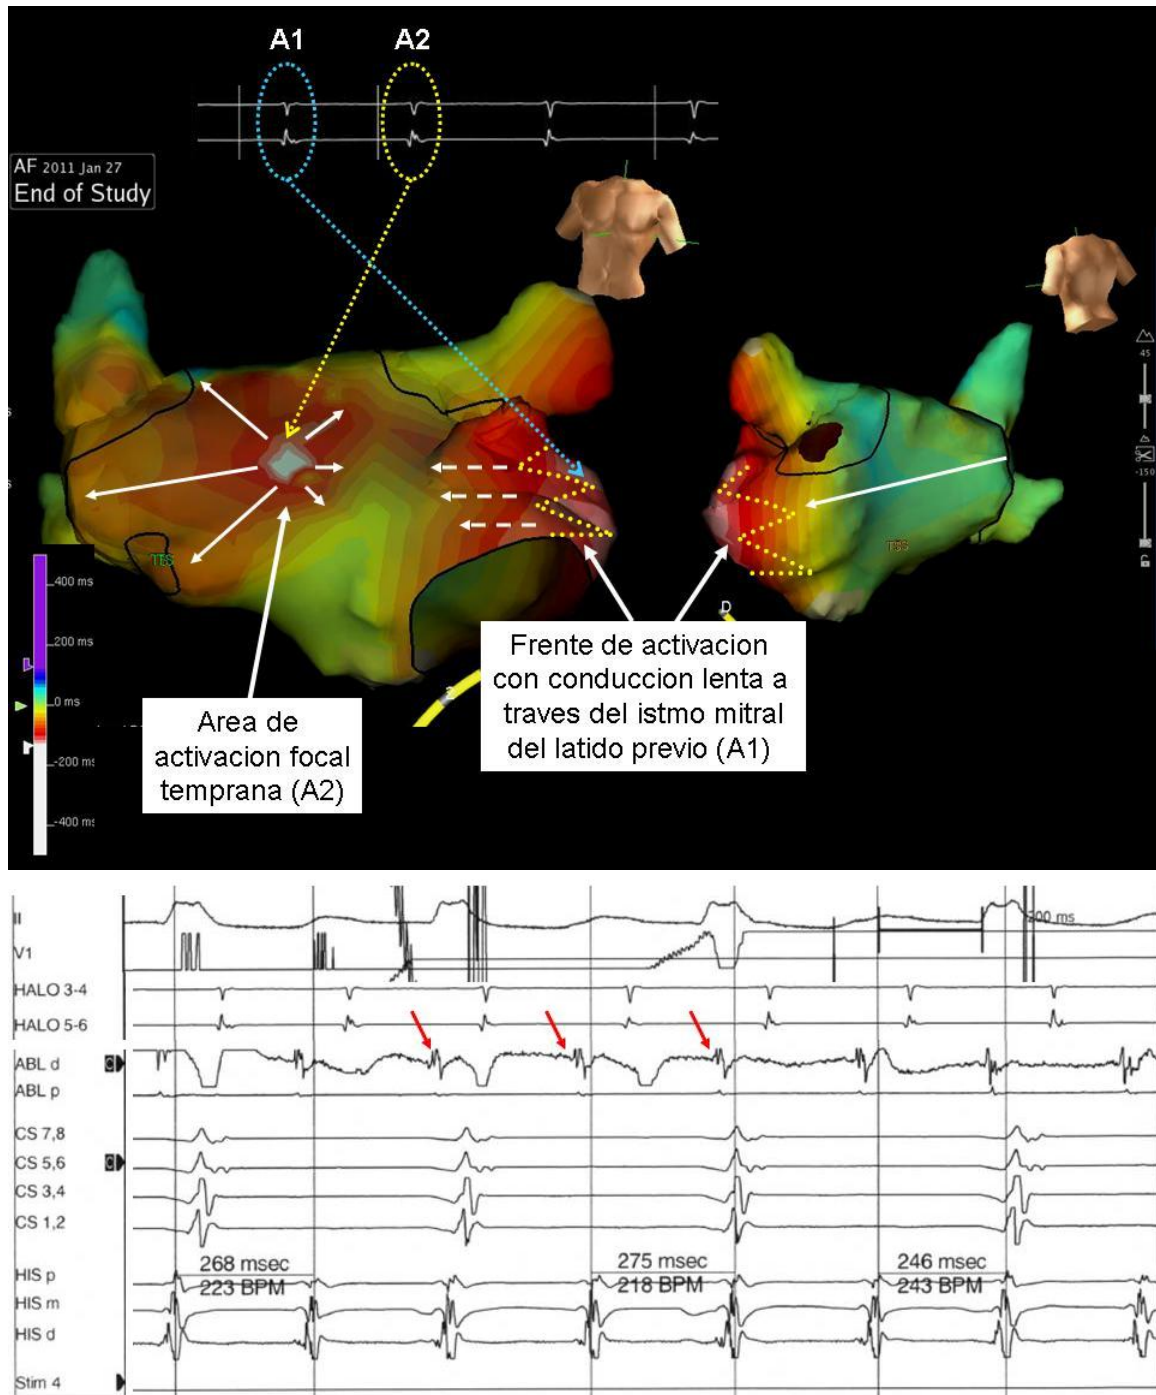 A1 A2
AF 2011 Jan 27
End of Study
45
-150
TES
TES
D
2
400 ms
200 ms
0 ms
-200 ms
-400 ms
Area de
activacion focal
temprana (A2)
Frente de activacion
con conduccion lenta a
traves del istmo mitral
del latido previo (A1)
II
200 ms
V1
HALO 3-4
HALO 5-6
ABL d
ABL p
CS 7,8
CS 5,6
CS 3,4
CS 1,2
268 msec 275 msec 246 msec
HIS p
223 BPM 218 BPM 243 BPM
HIS m
HIS d
Stim 4